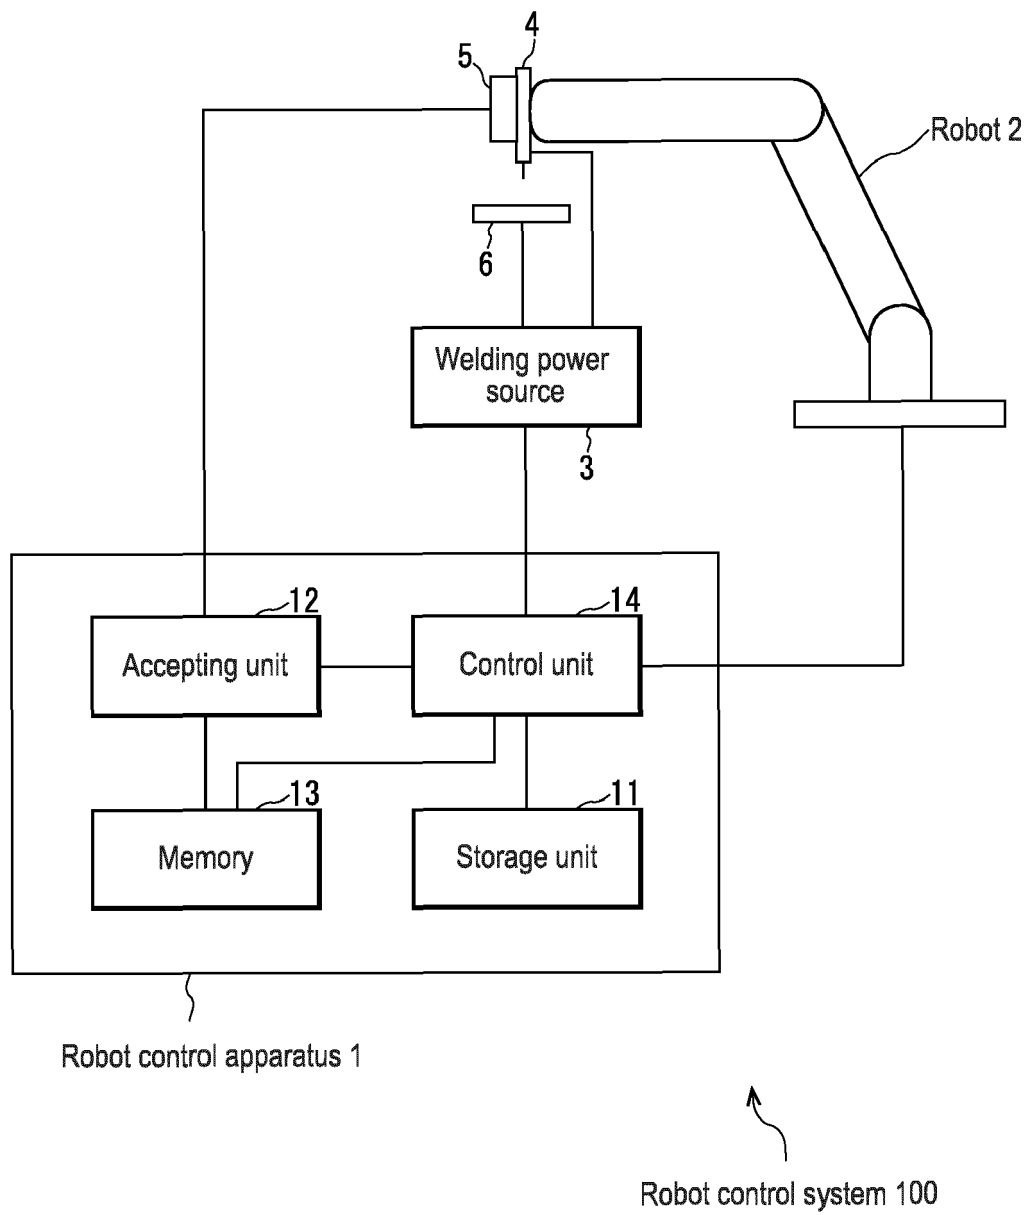 4
5
Robot 2
6
Welding power
source
3
12
14
Accepting unit
Control unit
13
11
Memory
Storage unit
Robot control apparatus 1
Robot control system 100